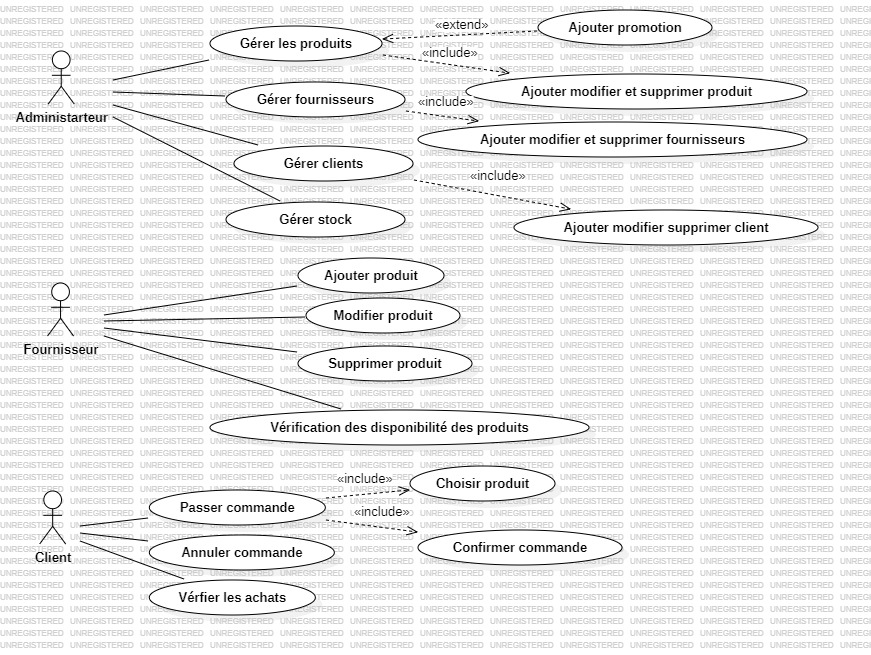 «extend»
Ajouter promotion
Gérer les produits
«include»
Ajouter modifier et supprimer produit
Administarteur
Gérer fournisseurs
«include»
Ajouter modifier et supprimer fournisseurs
Gérer clients
«include»
Ajouter modifier supprimer client
Gérer stock
Ajouter produit
Modifier produit
Fournisseur
Supprimer produit
Vérification des disponibilité des produits
«include»
Choisir produit
Passer commande
«include»
Confirmer commande
Client
Annuler commande
Vérfier les achats
UNREGISTERED